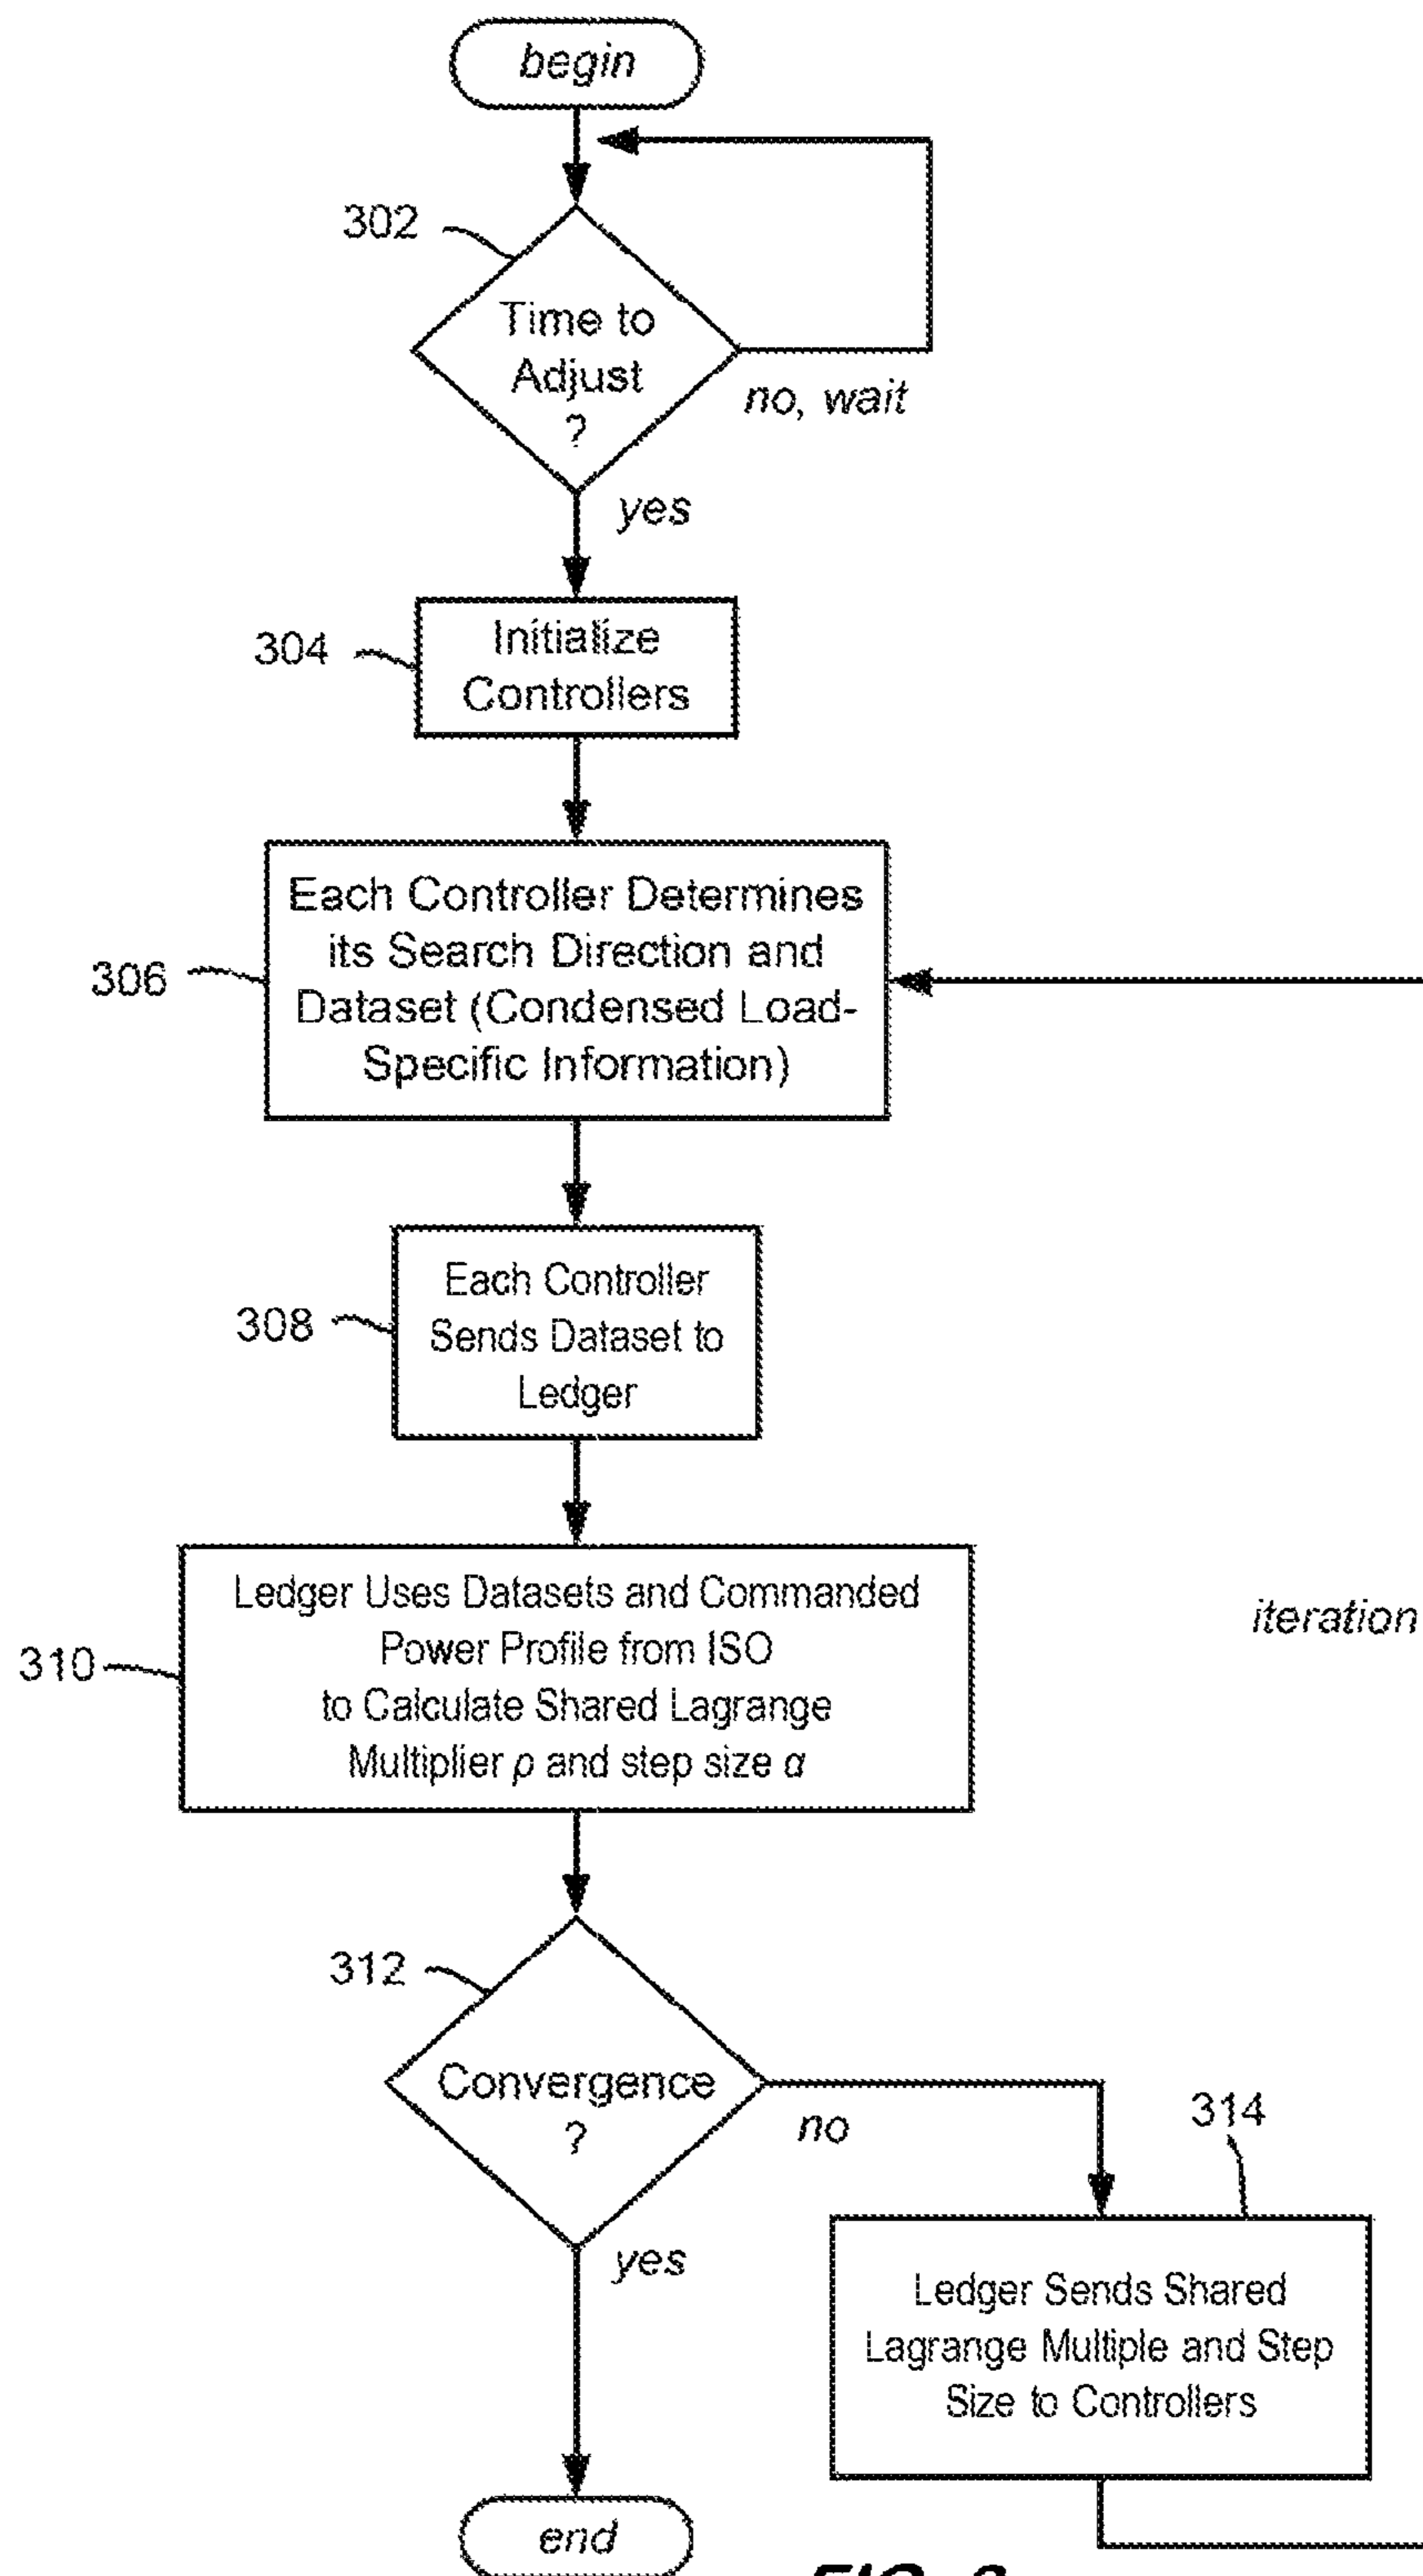 begin
302
Time to
Adjust
?
no, wait
yes
304
Initialize
Controllers
306
Each Controller Determines
its Search Direction and
Dataset (Condensed Load-
Specific Information)
308
Each Controller
Sends Dataset to
Ledger
310
Ledger Uses Datasets and Commanded
Power Profile from ISO
to Calculate Shared Lagrange
Multiplier ρ and step size α
iteration
312
Convergence
?
no
yes
314
Ledger Sends Shared
Lagrange Multiple and Step
Size to Controllers
end
FIG.